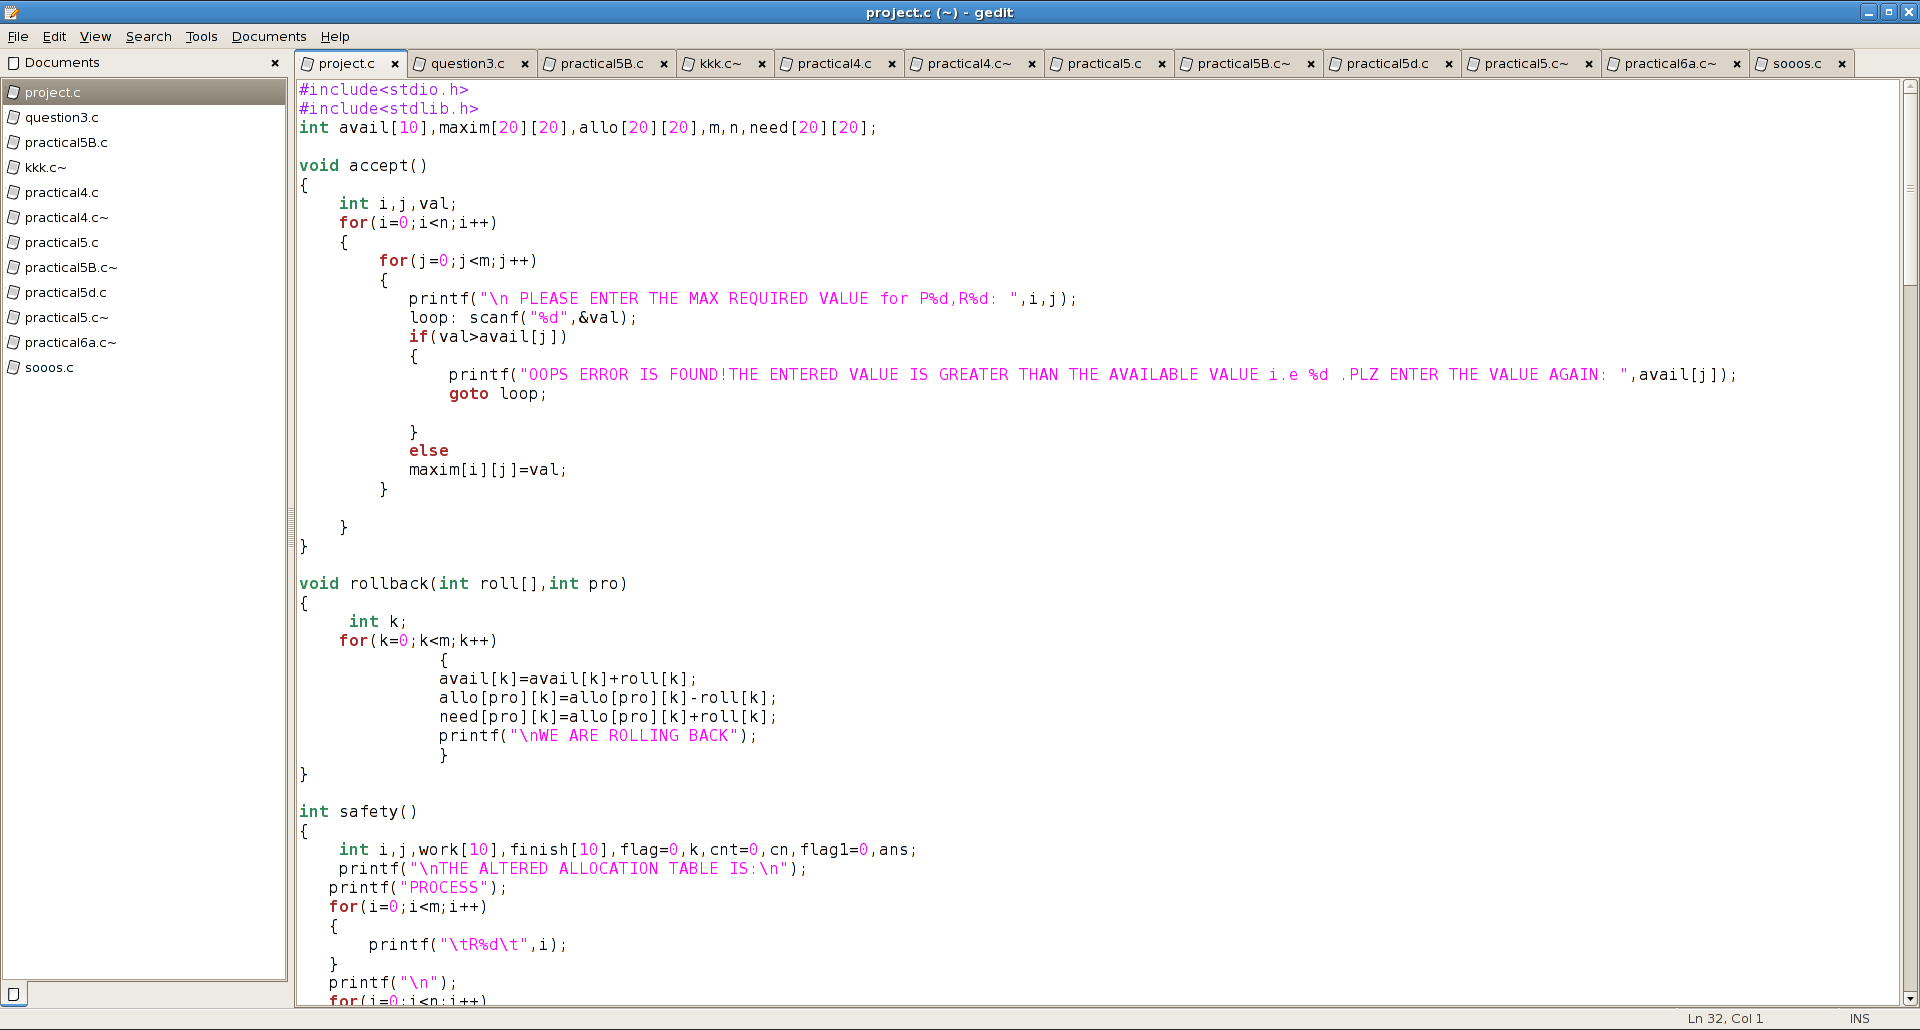 project.c (~) - gedit
File Edit View Search Tools Documents Help
Documents
project.c question3.c practical5B.c kkk.c~ practical4.c practical4.c~ practical5.c practical5B.c~ practical5d.c practical5.c~ practical6a.c~ sooos.c
project.c
question3.c
practical5B.c
kkk.c~
practical4.c
practical4.c~
practical5.c
practical5B.c~
practical5d.c
practical5.c~
practical6a.c~
sooos.c
#include<stdio.h>
#include<stdlib.h>
int avail[10],maxim[20][20],allo[20][20],m,n,need[20][20];
void accept()
{
int i,j,val;
for(i=0;i<n;i++)
{
for(j=0;j<m;j++)
{
printf("\n PLEASE ENTER THE MAX REQUIRED VALUE for P%d,R%d: ",i,j);
loop: scanf("%d",&val);
if(val>avail[j])
{
printf("OOPS ERROR IS FOUND!THE ENTERED VALUE IS GREATER THAN THE AVAILABLE VALUE i.e %d .PLZ ENTER THE VALUE AGAIN: ",avail[j]);
goto loop;
}
else
maxim[i][j]=val;
}
}
}
void rollback(int roll[],int pro)
{
int k;
for(k=0;k<m;k++)
{
avail[k]=avail[k]+roll[k];
allo[pro][k]=allo[pro][k]-roll[k];
need[pro][k]=allo[pro][k]+roll[k];
printf("\nWE ARE ROLLING BACK");
}
}
int safety()
{
int i,j,work[10],finish[10],flag=0,k,cnt=0,cn,flag1=0,ans;
printf("\nTHE ALTERED ALLOCATION TABLE IS:\n");
printf("PROCESS");
for(i=0;i<m;i++)
{
printf("\tR%d\t",i);
}
printf("\n");
for(i=0;i<n;i++)
Ln 32, Col 1 INS